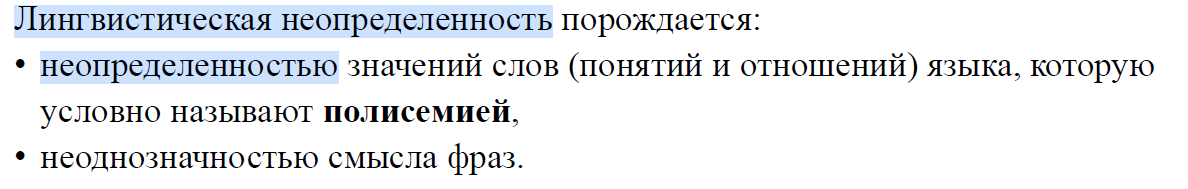 Лингвистическая неопределенность порождается:
• неопределенностью значений слов (понятий и отношений) языка, которую
условно называют полисемией,
• неоднозначностью смысла фраз.